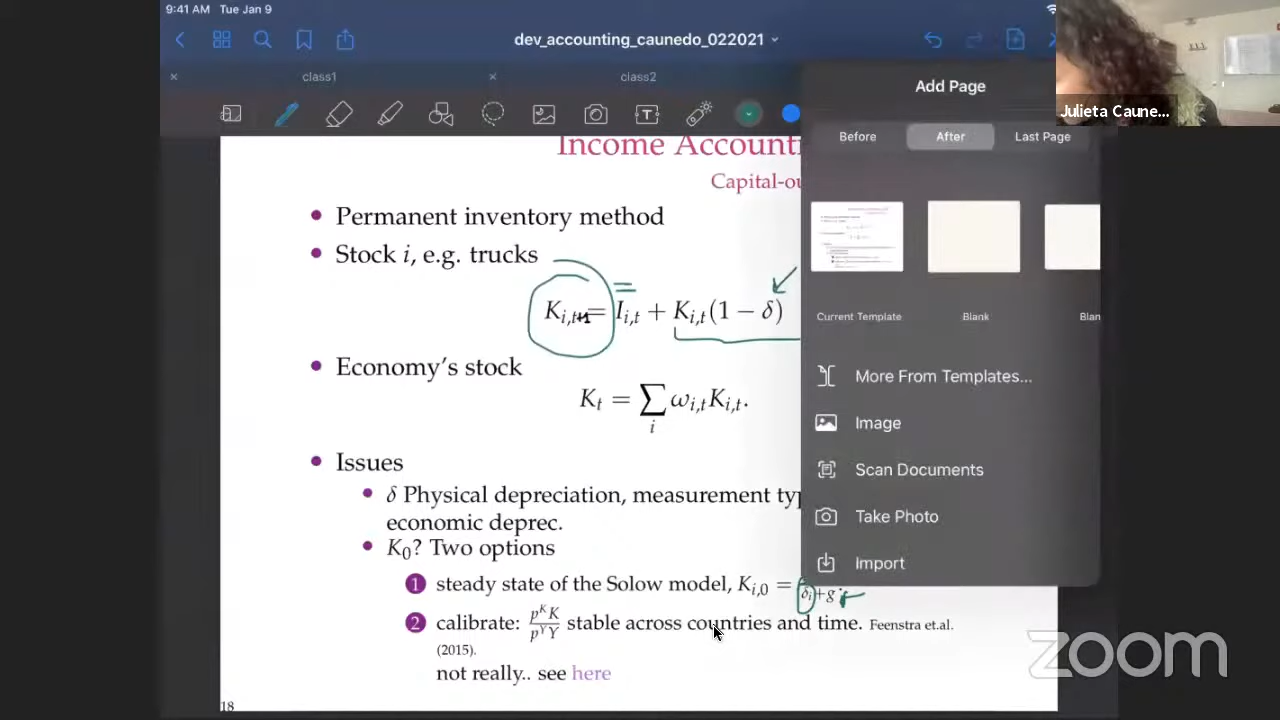 9:41 AM Tue Jan 9
dev_accounting_caunedo_022021
class1
class2
Add Page
Julieta Caune...
Before
After
Last Page
Income Accounti
Capital-ou
Permanent inventory method
Stock i, e.g. trucks
K_{i,t+1} = I_{i,t} + K_{i,t}(1 − δ)
Current Template
Blank
Blan
Economy's stock
K_t = ∑_i ω_{i,t}K_{i,t}.
More From Templates...
Image
Issues
Scan Documents
δ Physical depreciation, measurement typ
economic deprec.
Take Photo
K_0? Two options
Import
1 steady state of the Solow model, K_{i,0} =
δ_i+g
2 calibrate: p^K K / p^Y Y stable across countries and time. Feenstra et.al.
(2015).
not really.. see here
18
zoom